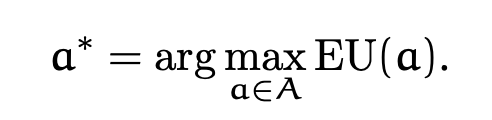 a* = arg max EU(a).
a∈A